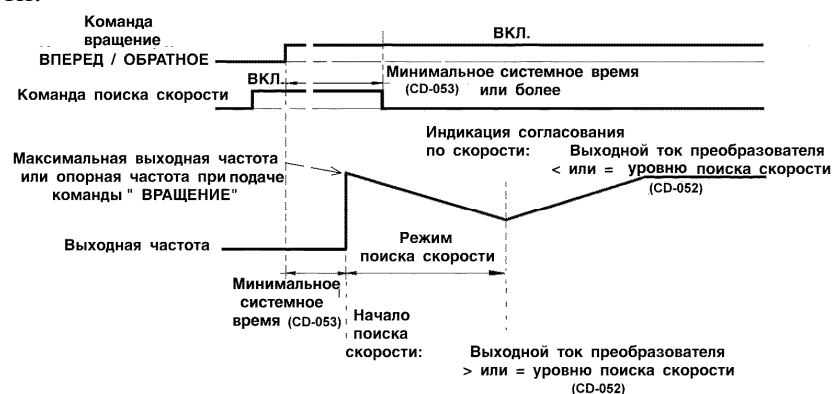 Команда
вращение
ВПЕРЕД / ОБРАТНОЕ
ВКЛ.
ВКЛ.
Команда поиска скорости
Минимальное системное время
(CD-053) или более
Индикация согласования
по скорости: Выходной ток преобразователя
< или = уровню поиска скорости
(CD-052)
Максимальная выходная частота
или опорная частота при подаче
команды " ВРАЩЕНИЕ"
Выходная частота
Режим
поиска скорости
Минимальное
системное
время (CD-053)
Начало
поиска
скорости: Выходной ток преобразователя
> или = уровню поиска скорости
(CD-052)